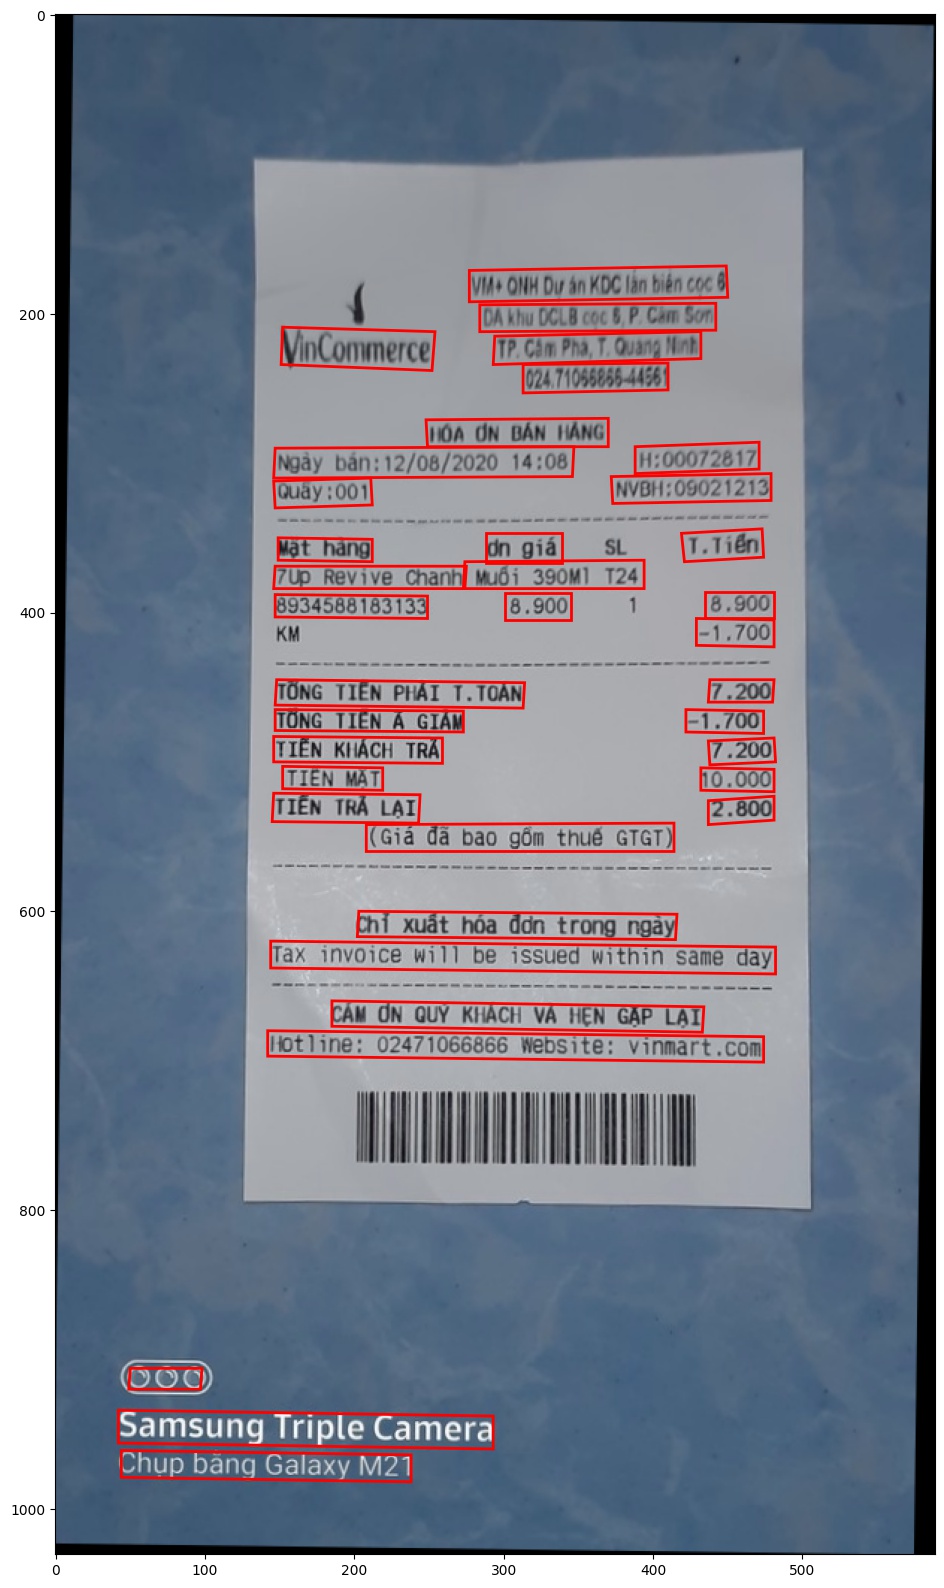 VM+ QNH Dự án KDC lấn biển cọc 6
DA khu DCLB cọc 6, P. Cẩm Sơn
VinCommerce TP. Cẩm Phả, T. Quảng Ninh
024.71066866-44561
HÓA ƠN BÁN HÀNG
Ngày bán:12/08/2020 14:08 H:00072817
Quầy:001 NVBH:09021213
Mặt hàng ơn giá SL T.Tiền
7Up Revive Chanh Muối 390Ml T24
8934588183133 8.900 1 8.900
KM -1.700
TỔNG TIỀN PHẢI T.TOÁN 7.200
TỔNG TIỀN Ã GIẢM -1.700
TIỀN KHÁCH TRẢ 7.200
TIỀN MẶT 10.000
TIỀN TRẢ LẠI 2.800
(Giá đã bao gồm thuế GTGT)
Chỉ xuất hóa đơn trong ngày
Tax invoice will be issued within same day
CẢM ƠN QUÝ KHÁCH VÀ HẸN GẶP LẠI
Hotline: 02471066866 Website: vinmart.com
Samsung Triple Camera
Chụp bằng Galaxy M21
0
200
400
600
800
1000
0 100 200 300 400 500